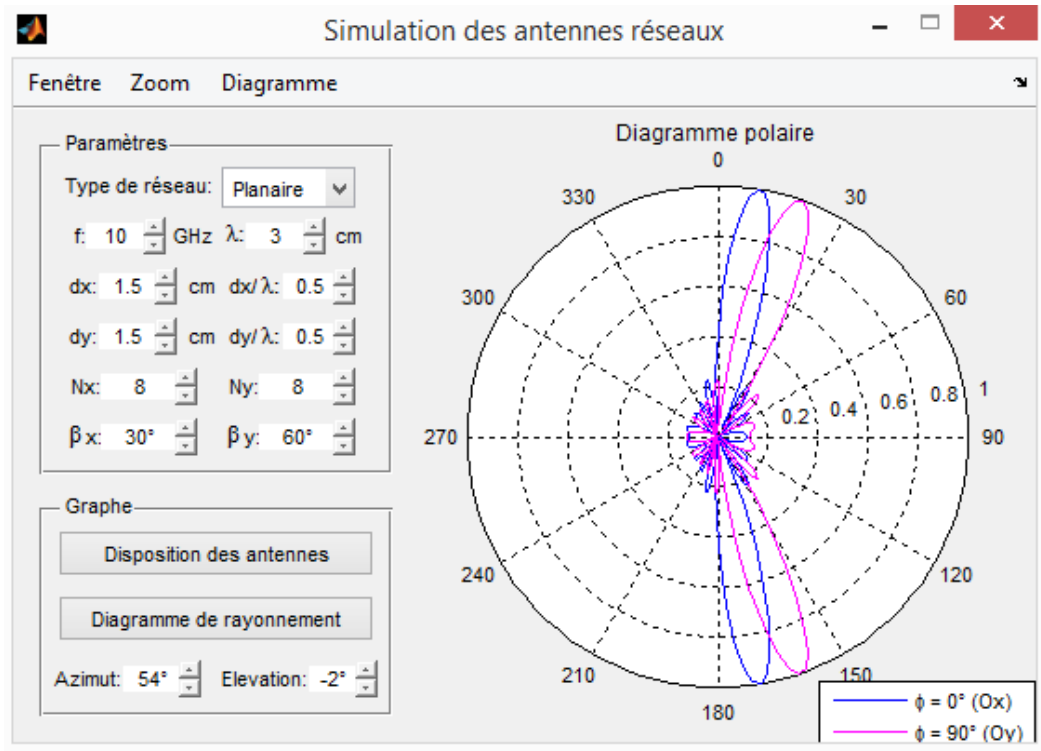 Simulation des antennes réseaux
Fenêtre Zoom Diagramme
Paramètres
Type de réseau: Planaire
f: 10 GHz λ: 3 cm
dx: 1.5 cm dx/λ: 0.5
dy: 1.5 cm dy/λ: 0.5
Nx: 8 Ny: 8
βx: 30° βy: 60°
Graphe
Disposition des antennes
Diagramme de rayonnement
Azimut: 54° Elevation: -2°
Diagramme polaire
0
330 30
300 60
0.2 0.4 0.6 0.8 1
270 90
240 120
210 150
180
ϕ = 0° (Ox)
ϕ = 90° (Oy)